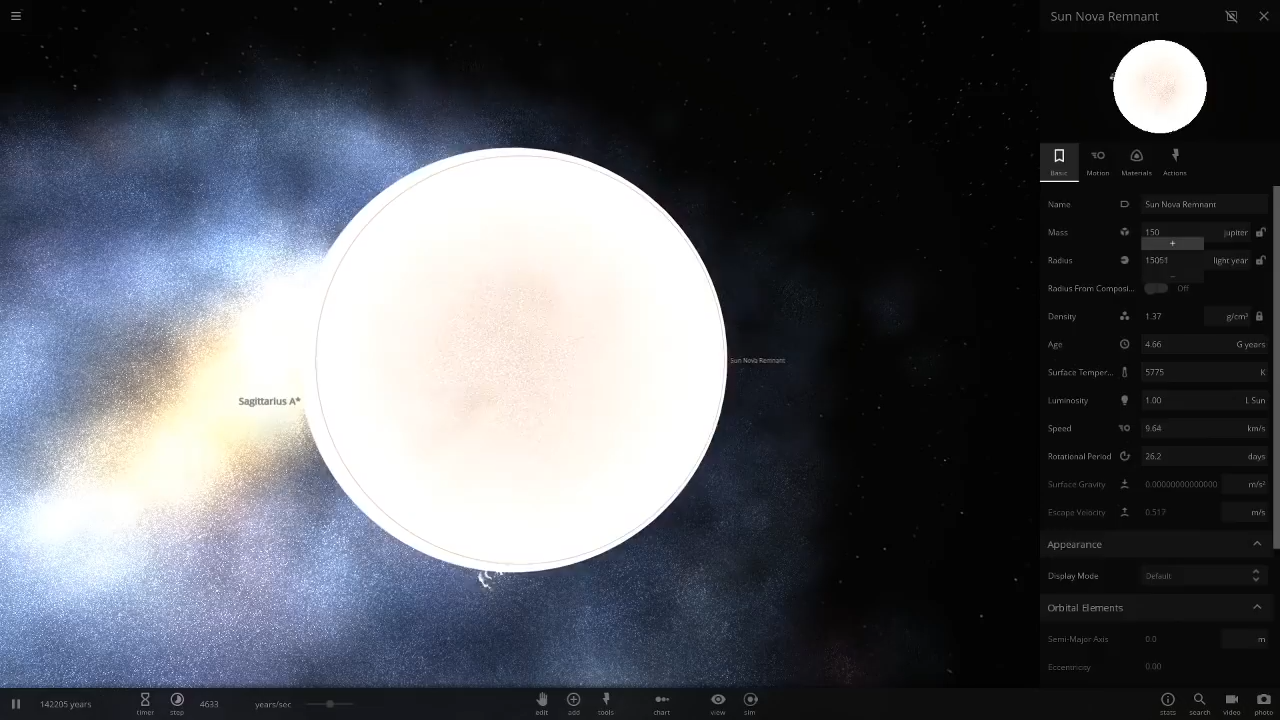 Sun Nova Remnant
Basic
Motion
Materials
Actions
Name Sun Nova Remnant
Mass 150 jupiter
+
Radius 15051 light year
–
Radius From Composi... Off
Density 1.37 g/cm³
Age 4.66 G years
Surface Temper... 5775 K
Luminosity 1.00 L Sun
Speed 9.64 km/s
Rotational Period 26.2 days
Surface Gravity 0.00000000000000 m/s²
Escape Velocity 0.517 m/s
Appearance
Display Mode Default
Orbital Elements
Semi-Major Axis 0.0 m
Eccentricity 0.00
Sun Nova Remnant
Sagittarius A*
142205 years
timer
step
4633 years/sec
edit
add
tools
chart
view
sim
stats
search
video
photo